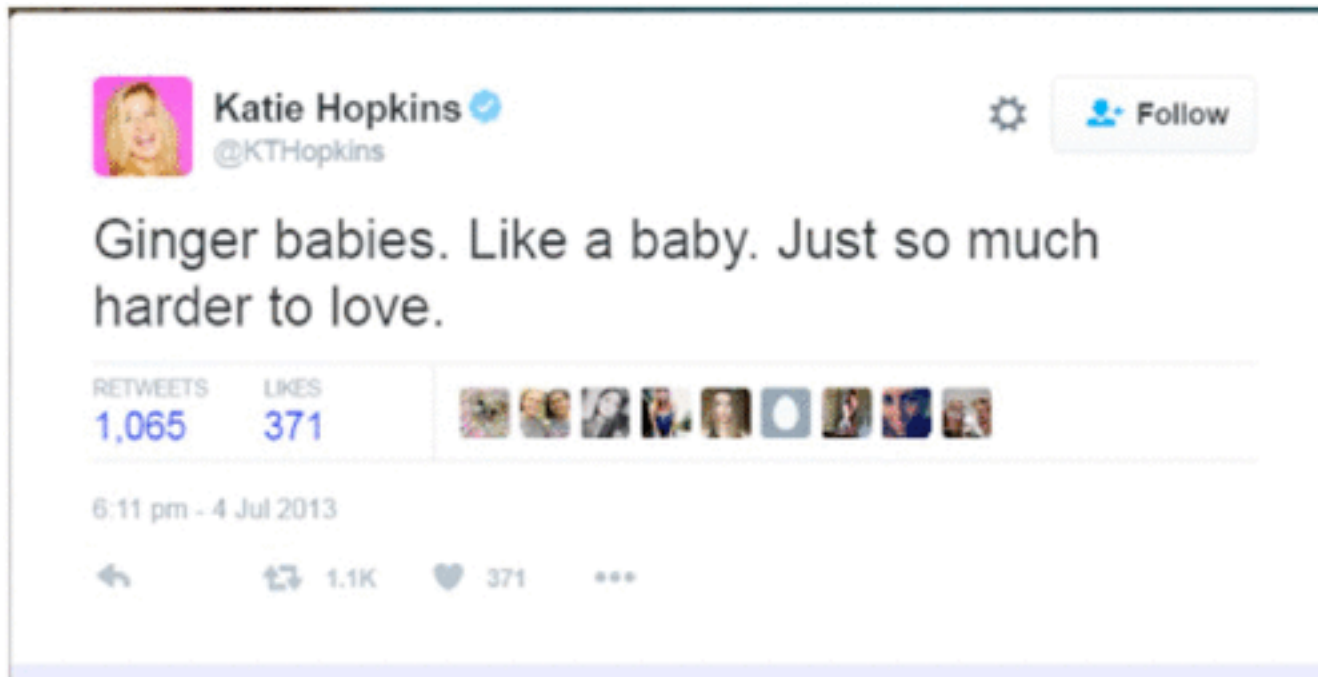 Katie Hopkins
Follow
@KTHopkins
Ginger babies. Like a baby. Just so much
harder to love.
RETWEETS LIKES
1,065 371
6:11 pm - 4 Jul 2013
1.1K 371